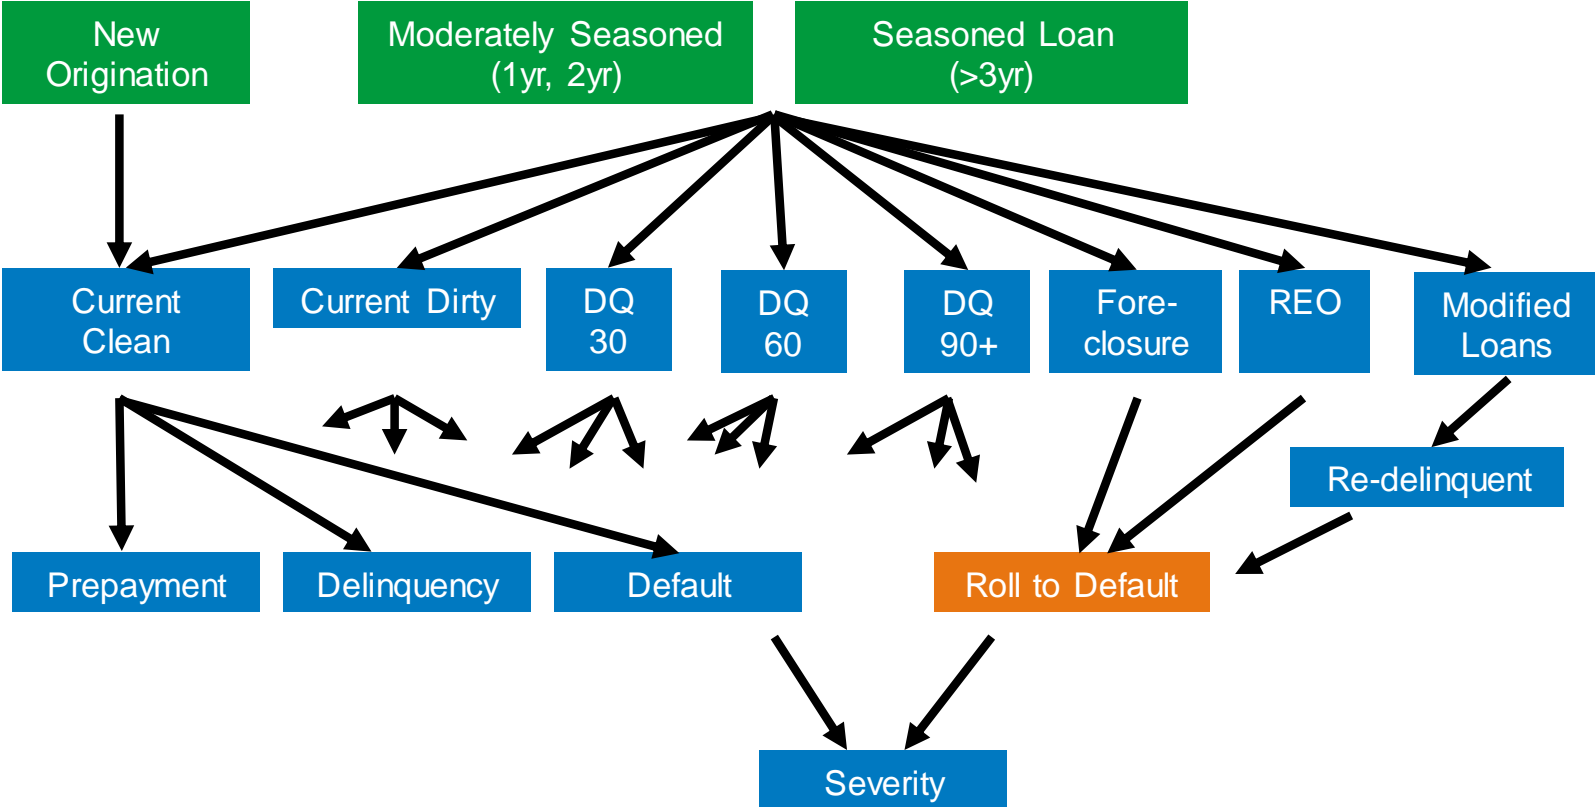 New
Origination
Moderately Seasoned
(1yr, 2yr)
Seasoned Loan
(>3yr)
Current
Clean
Current Dirty
DQ
30
DQ
60
DQ
90+
Fore-
closure
REO
Modified
Loans
Re-delinquent
Prepayment
Delinquency
Default
Roll to Default
Severity